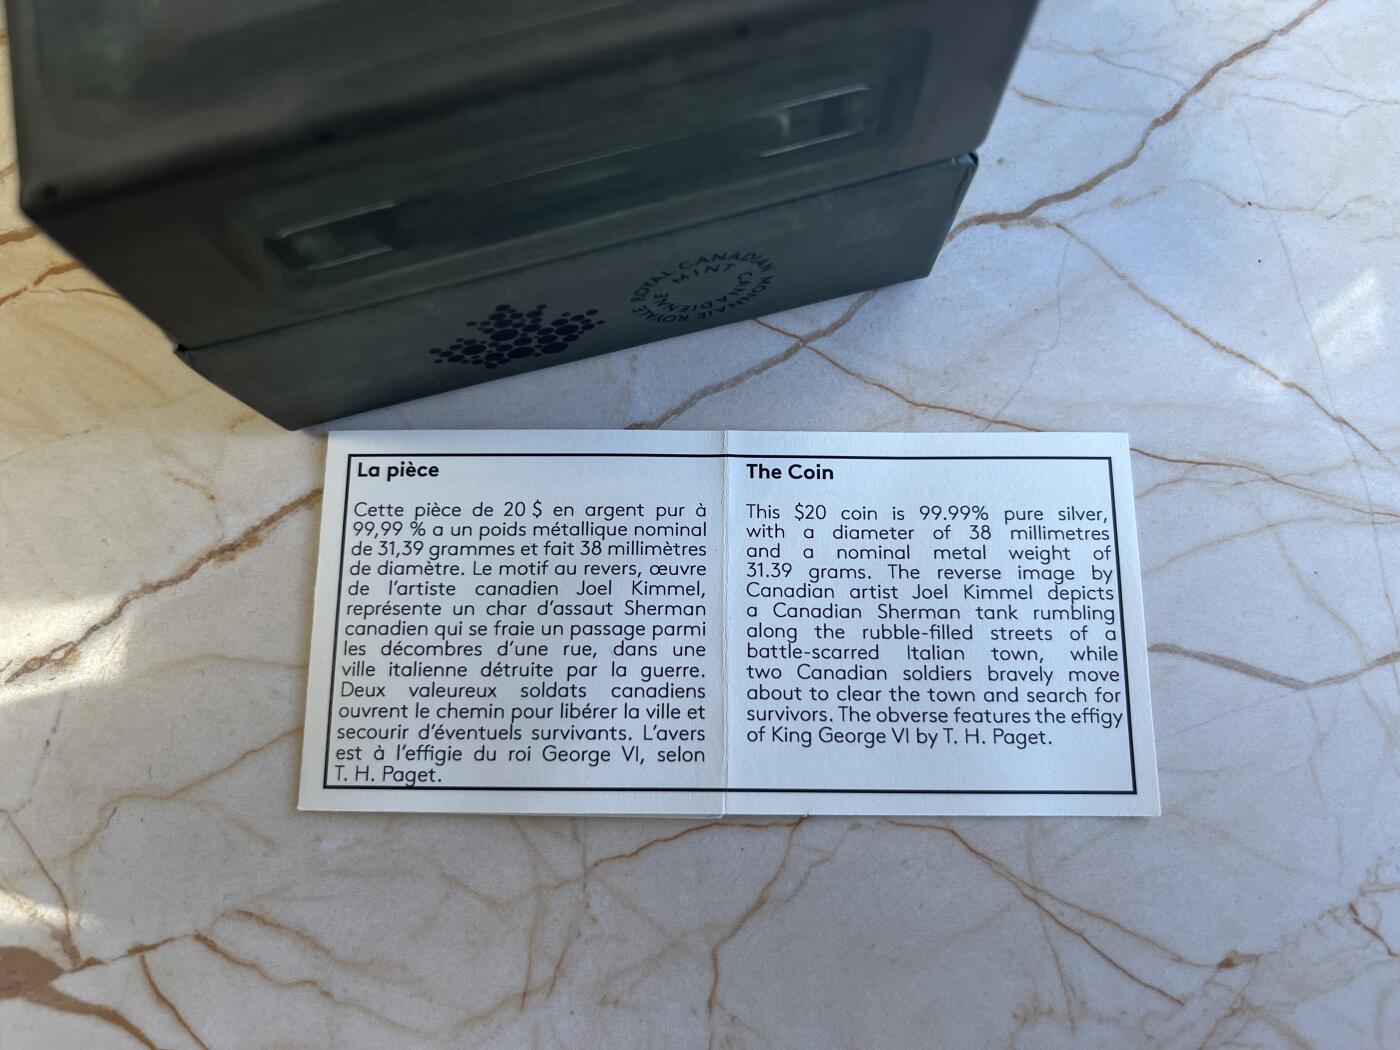 ROYAL CANADIAN MINT
MONNAIE ROYALE CANADIENNE
La pièce
Cette pièce de 20 $ en argent pur à
99,99 % a un poids métallique nominal
de 31,39 grammes et fait 38 millimètres
de diamètre. Le motif au revers, œuvre
de l'artiste canadien Joel Kimmel,
représente un char d'assaut Sherman
canadien qui se fraie un passage parmi
les décombres d'une rue, dans une
ville italienne détruite par la guerre.
Deux valeureux soldats canadiens
ouvrent le chemin pour libérer la ville et
secourir d'éventuels survivants. L'avers
est à l'effigie du roi George VI, selon
T. H. Paget.
The Coin
This $20 coin is 99.99% pure silver,
with a diameter of 38 millimetres
and a nominal metal weight of
31.39 grams. The reverse image by
Canadian artist Joel Kimmel depicts
a Canadian Sherman tank rumbling
along the rubble-filled streets of a
battle-scarred Italian town, while
two Canadian soldiers bravely move
about to clear the town and search for
survivors. The obverse features the effigy
of King George VI by T. H. Paget.